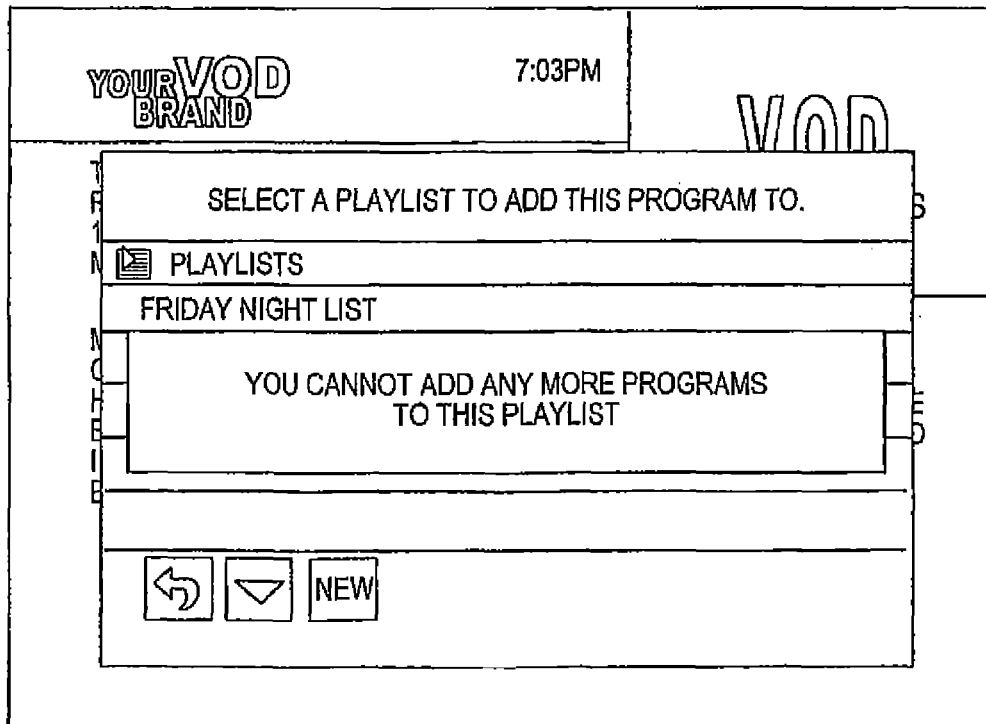 YOUR VOD
BRAND
7:03PM
VOD
SELECT A PLAYLIST TO ADD THIS PROGRAM TO.
PLAYLISTS
FRIDAY NIGHT LIST
YOU CANNOT ADD ANY MORE PROGRAMS
TO THIS PLAYLIST
NEW